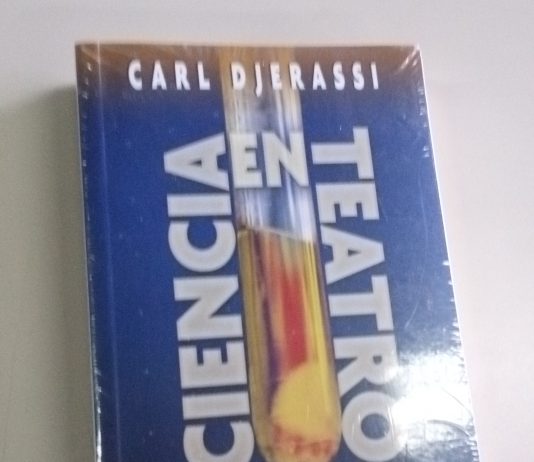 CARL DJERASSI
CIENCIA
EN
TEATRO